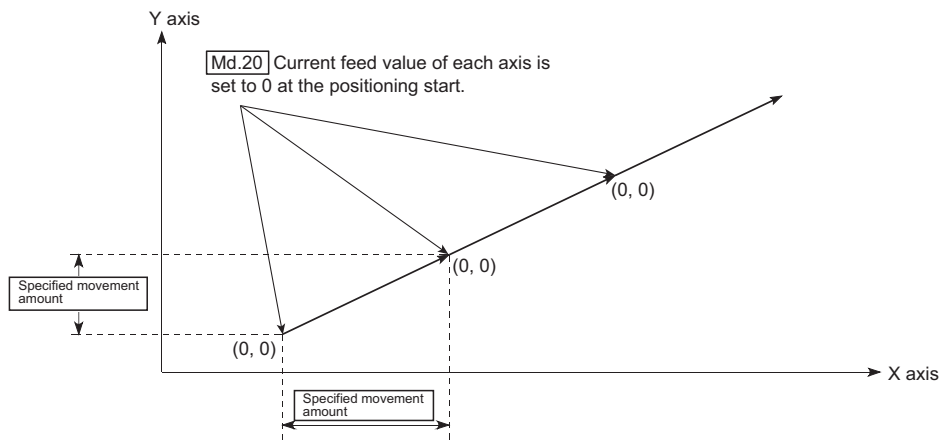 Y axis
Md.20 Current feed value of each axis is
set to 0 at the positioning start.
(0, 0)
(0, 0)
Specified movement
amount
(0, 0)
X axis
Specified movement
amount